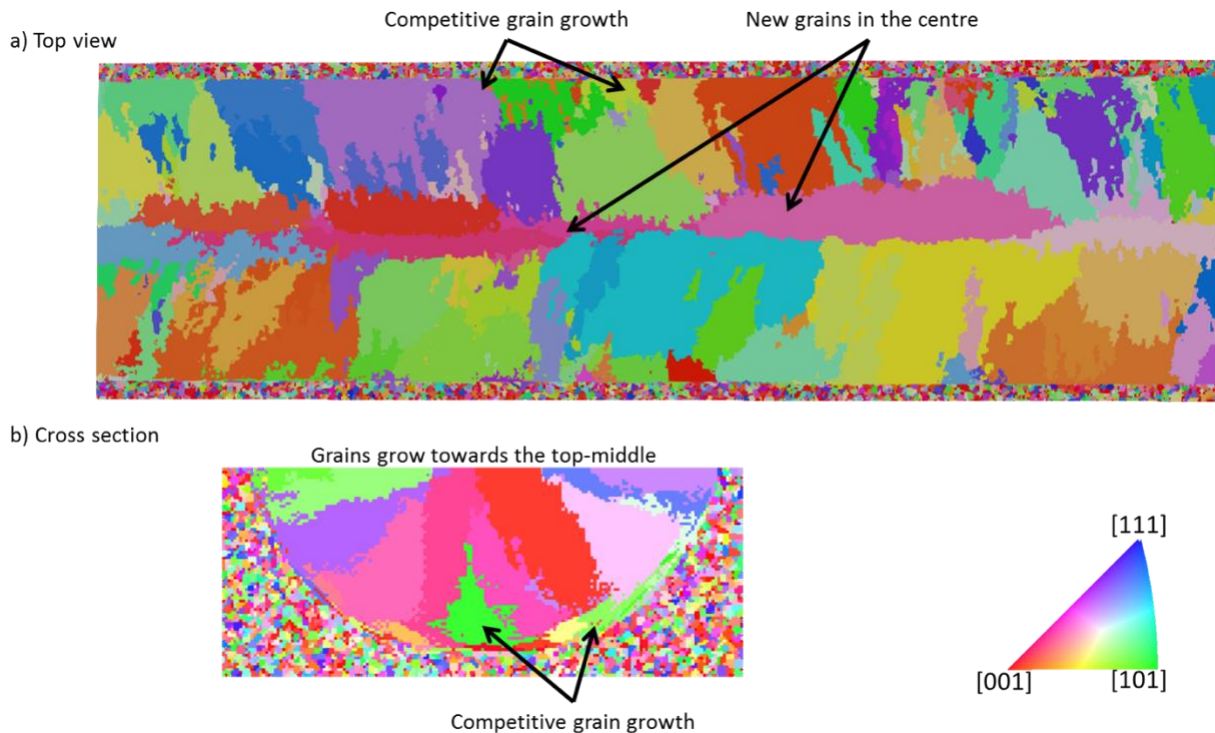 Competitive grain growth
New grains in the centre
a) Top view
b) Cross section
Grains grow towards the top-middle
[111]
[001]
[101]
Competitive grain growth